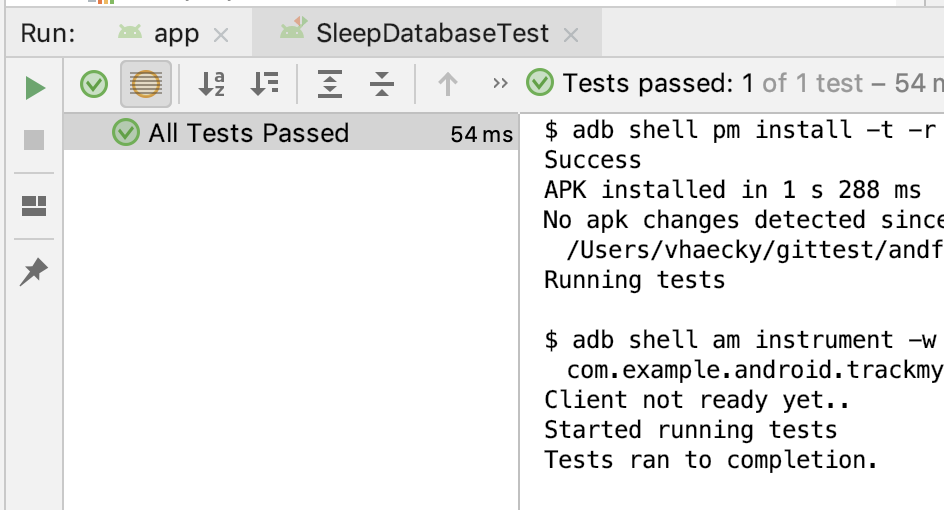 Run: app × SleepDatabaseTest ×
Tests passed: 1 of 1 test – 54
All Tests Passed 54 ms
$ adb shell pm install -t -r
Success
APK installed in 1 s 288 ms
No apk changes detected since
/Users/vhaecky/gittest/andf
Running tests
$ adb shell am instrument -w
com.example.android.trackmy
Client not ready yet..
Started running tests
Tests ran to completion.